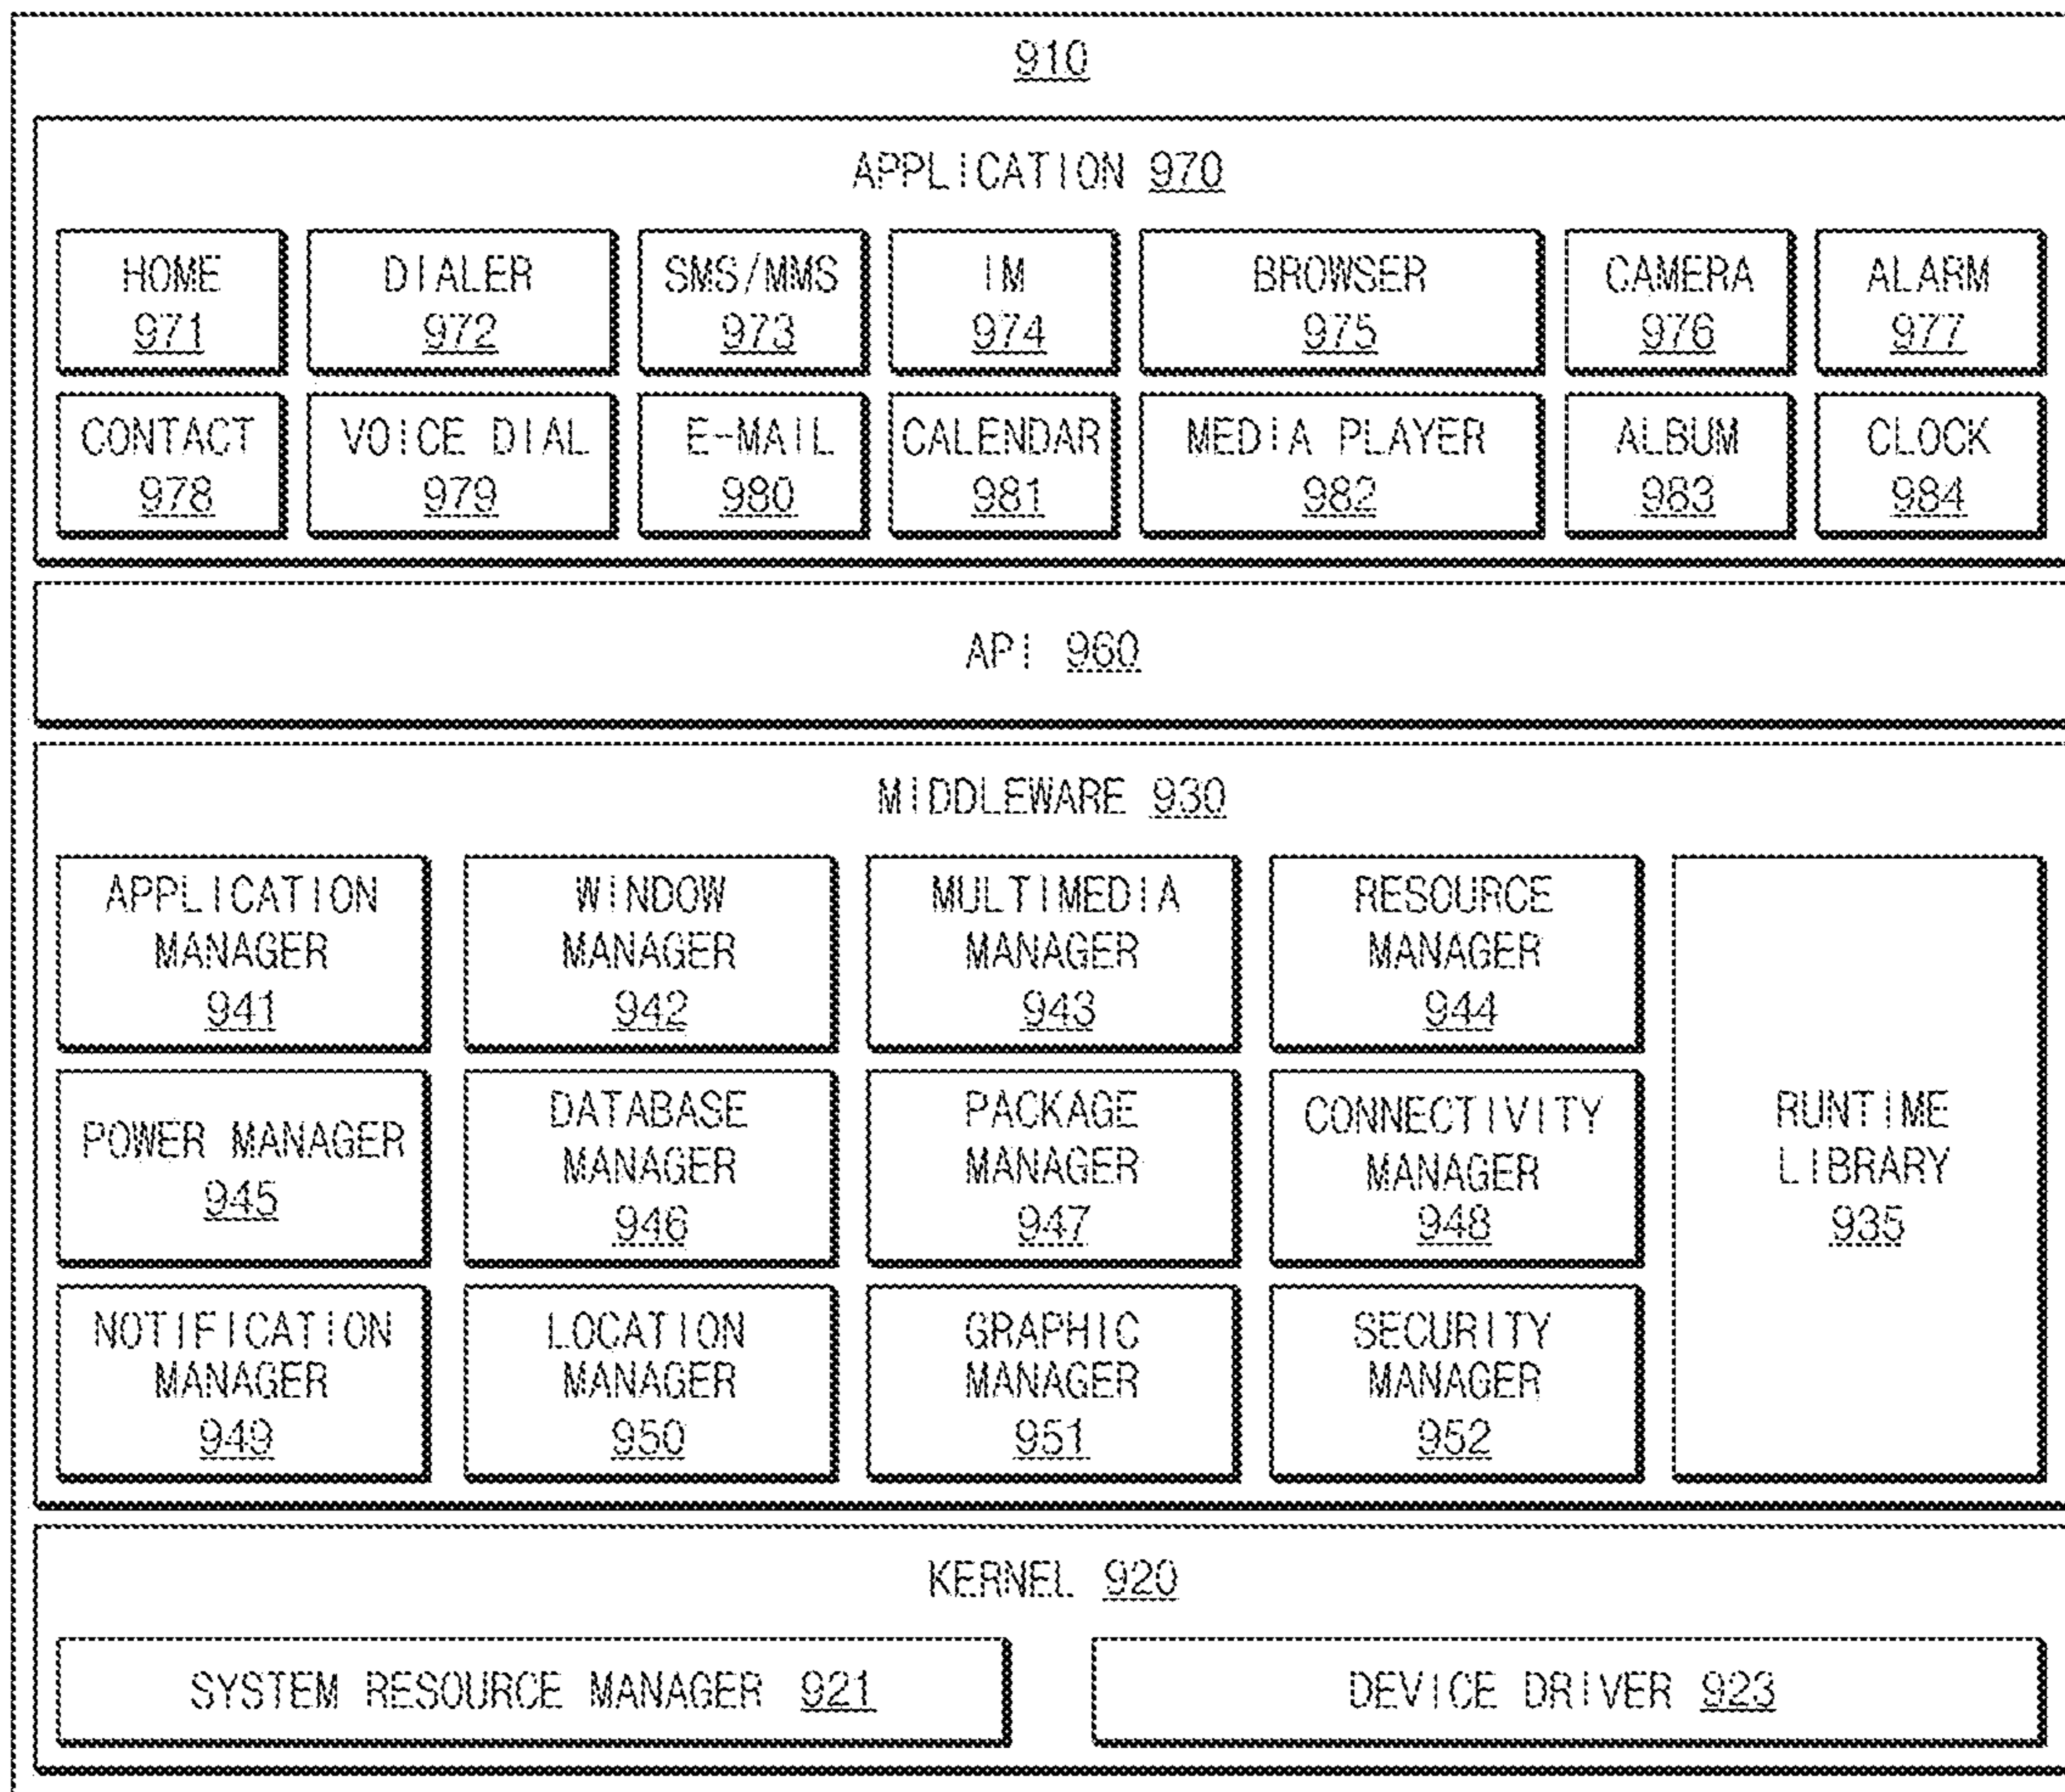 910
APPLICATION 970
HOME
971
DIALER
972
SMS/MMS
973
IM
974
BROWSER
975
CAMERA
976
ALARM
977
CONTACT
978
VOICE DIAL
979
E-MAIL
980
CALENDAR
981
MEDIA PLAYER
982
ALBUM
983
CLOCK
984
API 960
MIDDLEWARE 930
APPLICATION
MANAGER
941
WINDOW
MANAGER
942
MULTIMEDIA
MANAGER
943
RESOURCE
MANAGER
944
POWER MANAGER
945
DATABASE
MANAGER
946
PACKAGE
MANAGER
947
CONNECTIVITY
MANAGER
948
NOTIFICATION
MANAGER
949
LOCATION
MANAGER
950
GRAPHIC
MANAGER
951
SECURITY
MANAGER
952
RUNTIME
LIBRARY
935
KERNEL 920
SYSTEM RESOURCE MANAGER 921
DEVICE DRIVER 923